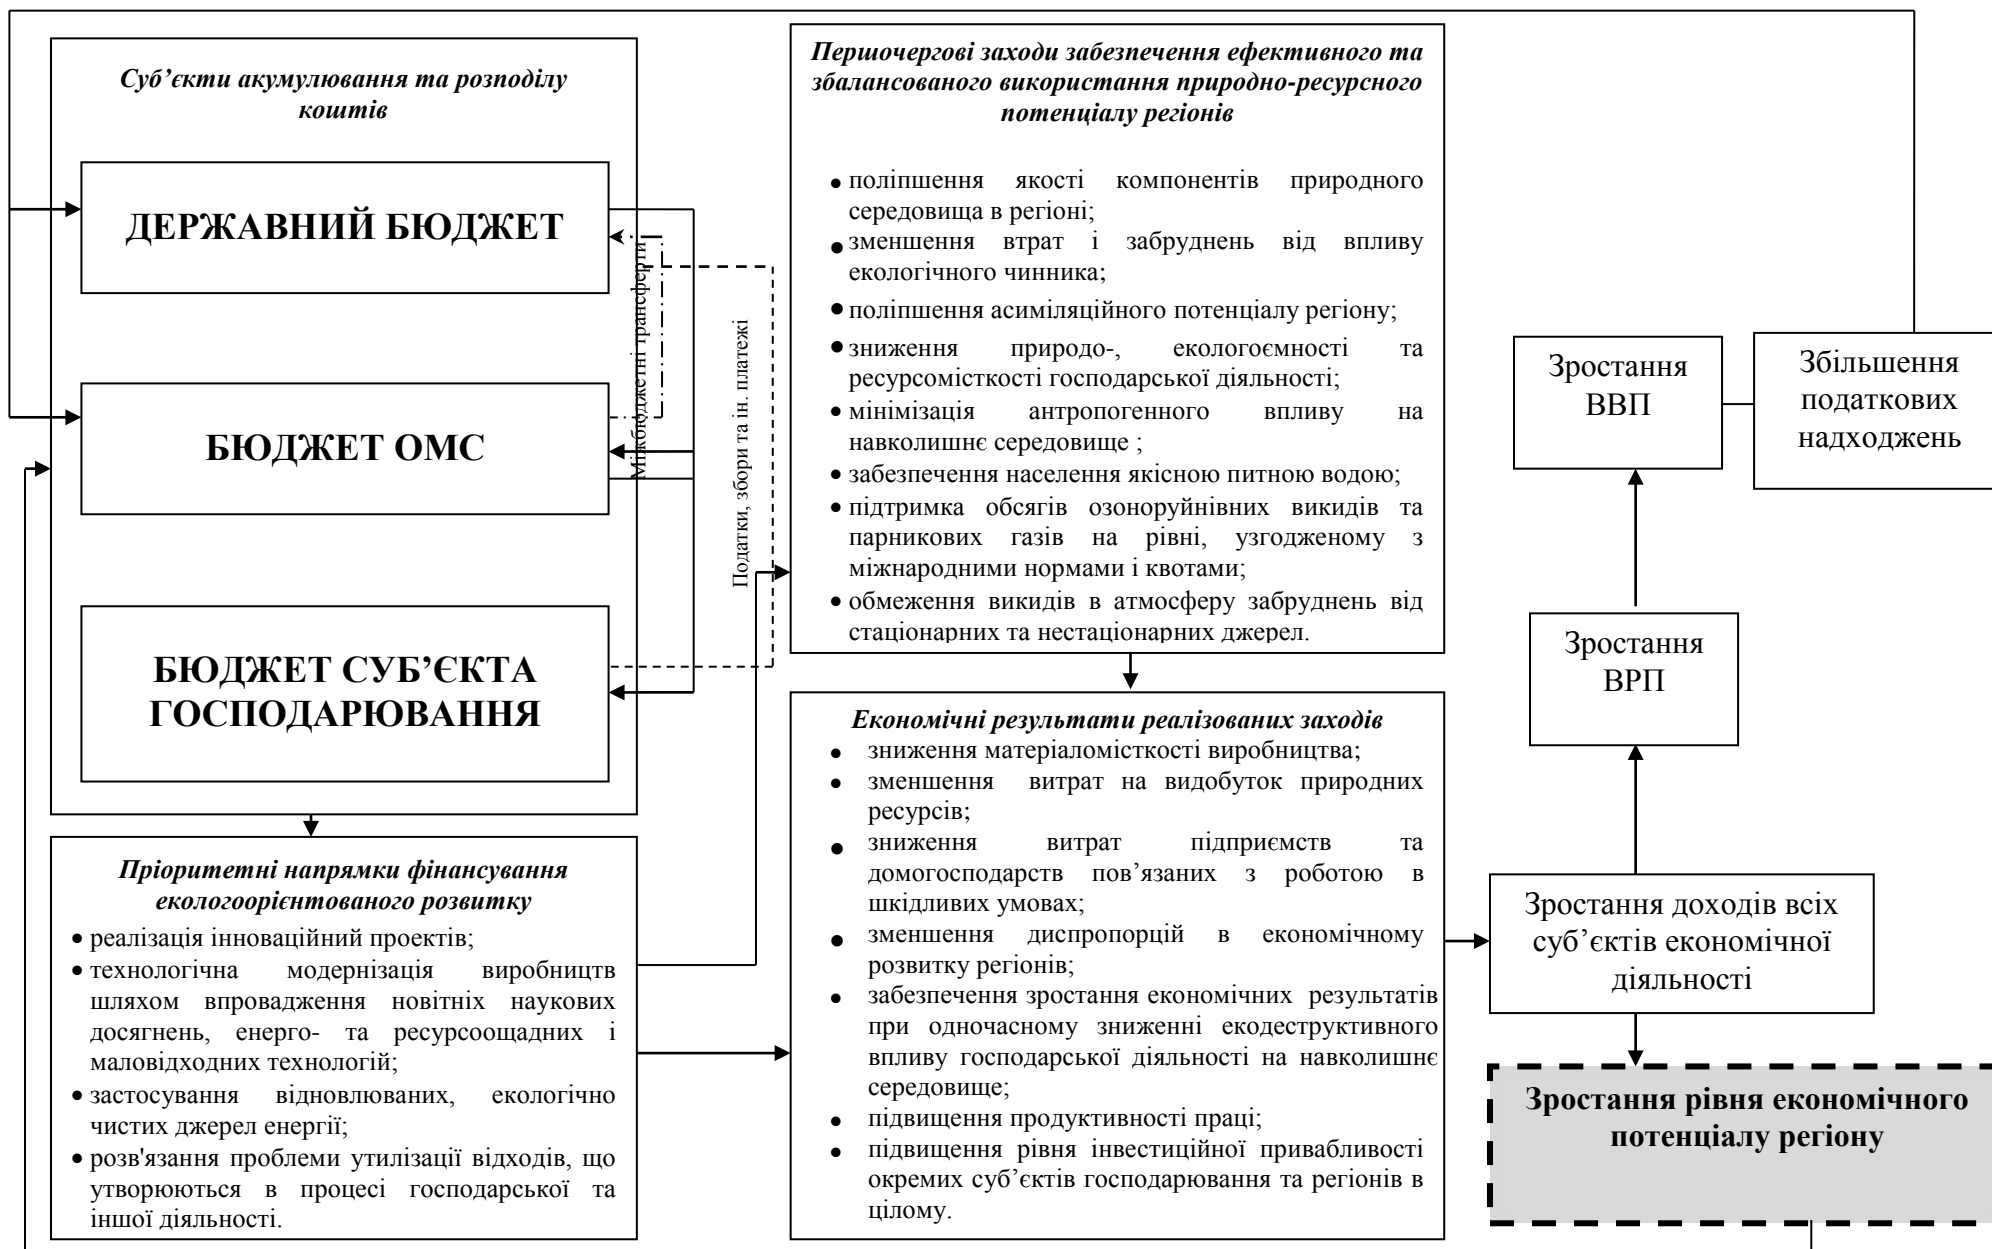 Суб’єкти акумулювання та розподілу
коштів
ДЕРЖАВНИЙ БЮДЖЕТ
БЮДЖЕТ ОМС
БЮДЖЕТ СУБ’ЄКТА
ГОСПОДАРЮВАННЯ
Міжбюджетні трансферти
Податки, збори та ін. платежі
Пріоритетні напрямки фінансування
екологоорієнтованого розвитку
• реалізація інноваційний проектів;
• технологічна модернізація виробництв
шляхом впровадження новітніх наукових
досягнень, енерго- та ресурсоощадних і
маловідходних технологій;
• застосування відновлюваних, екологічно
чистих джерел енергії;
• розв'язання проблеми утилізації відходів, що
утворюються в процесі господарської та
іншої діяльності.
Першочергові заходи забезпечення ефективного та
збалансованого використання природно-ресурсного
потенціалу регіонів
• поліпшення якості компонентів природного
середовища в регіоні;
• зменшення втрат і забруднень від впливу
екологічного чинника;
• поліпшення асиміляційного потенціалу регіону;
• зниження природо-, екологоємності та
ресурсомісткості господарської діяльності;
• мінімізація антропогенного впливу на
навколишнє середовище ;
• забезпечення населення якісною питною водою;
• підтримка обсягів озоноруйнівних викидів та
парникових газів на рівні, узгодженому з
міжнародними нормами і квотами;
• обмеження викидів в атмосферу забруднень від
стаціонарних та нестаціонарних джерел.
Економічні результати реалізованих заходів
• зниження матеріаломісткості виробництва;
• зменшення витрат на видобуток природних
ресурсів;
• зниження витрат підприємств та
домогосподарств пов’язаних з роботою в
шкідливих умовах;
• зменшення диспропорцій в економічному
розвитку регіонів;
• забезпечення зростання економічних результатів
при одночасному зниженні екодеструктивного
впливу господарської діяльності на навколишнє
середовище;
• підвищення продуктивності праці;
• підвищення рівня інвестиційної привабливості
окремих суб’єктів господарювання та регіонів в
цілому.
Зростання
ВВП
Збільшення
податкових
надходжень
Зростання
ВРП
Зростання доходів всіх
суб’єктів економічної
діяльності
Зростання рівня економічного
потенціалу регіону